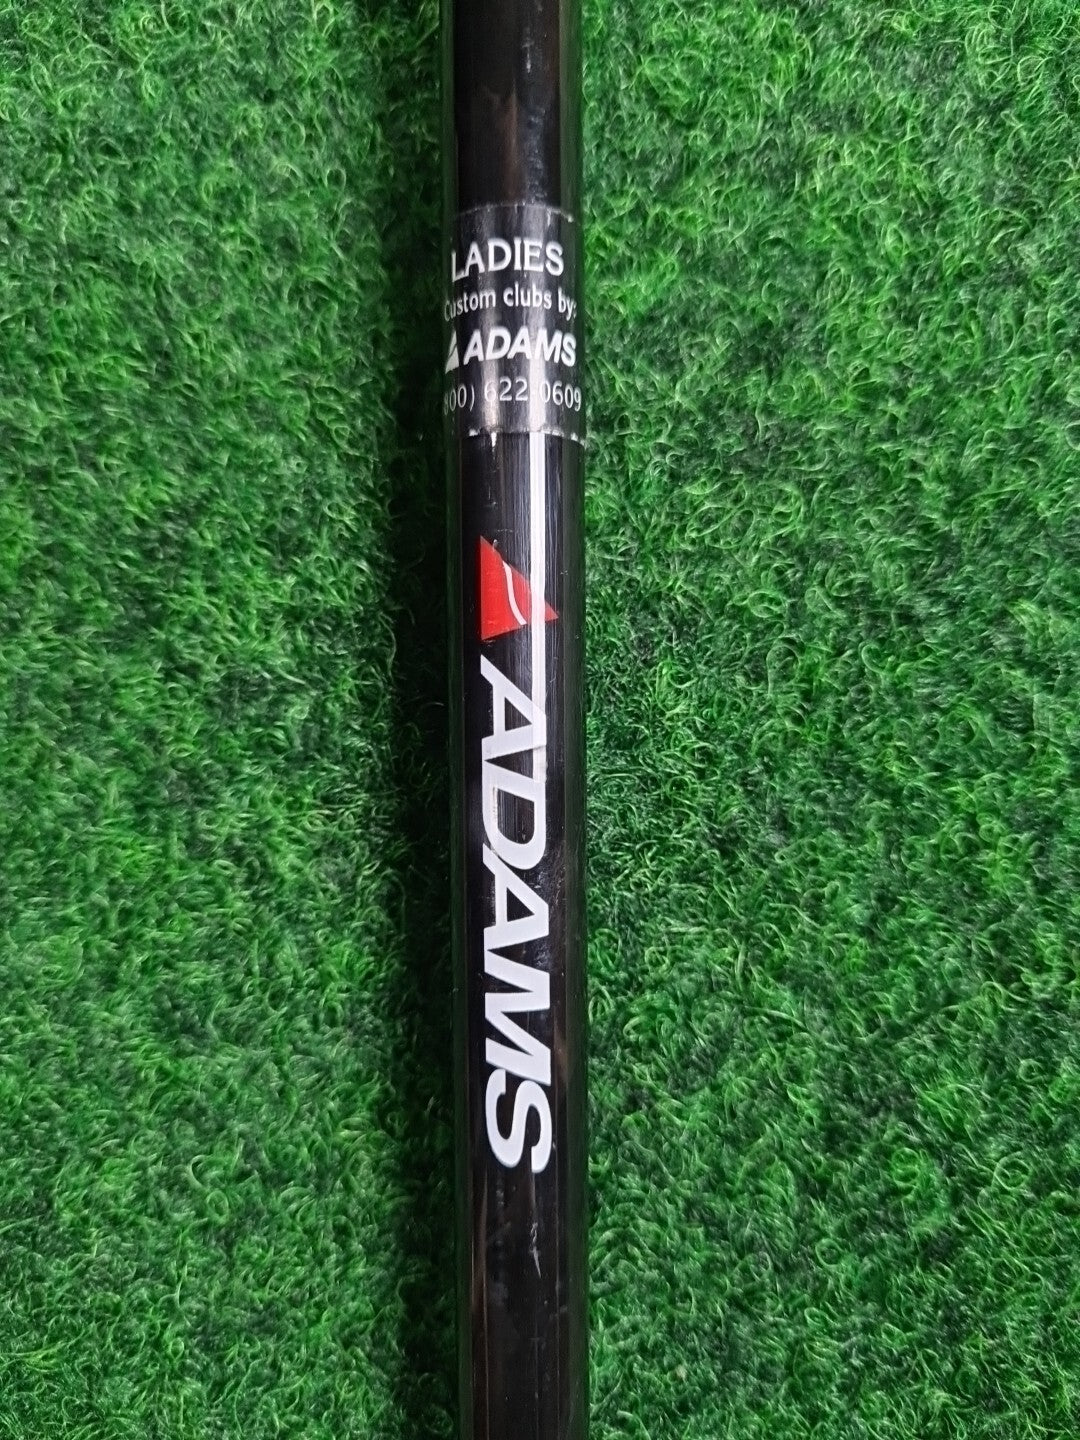 LADIES
Custom clubs by:
ADAMS
800) 622-0609
ADAMS